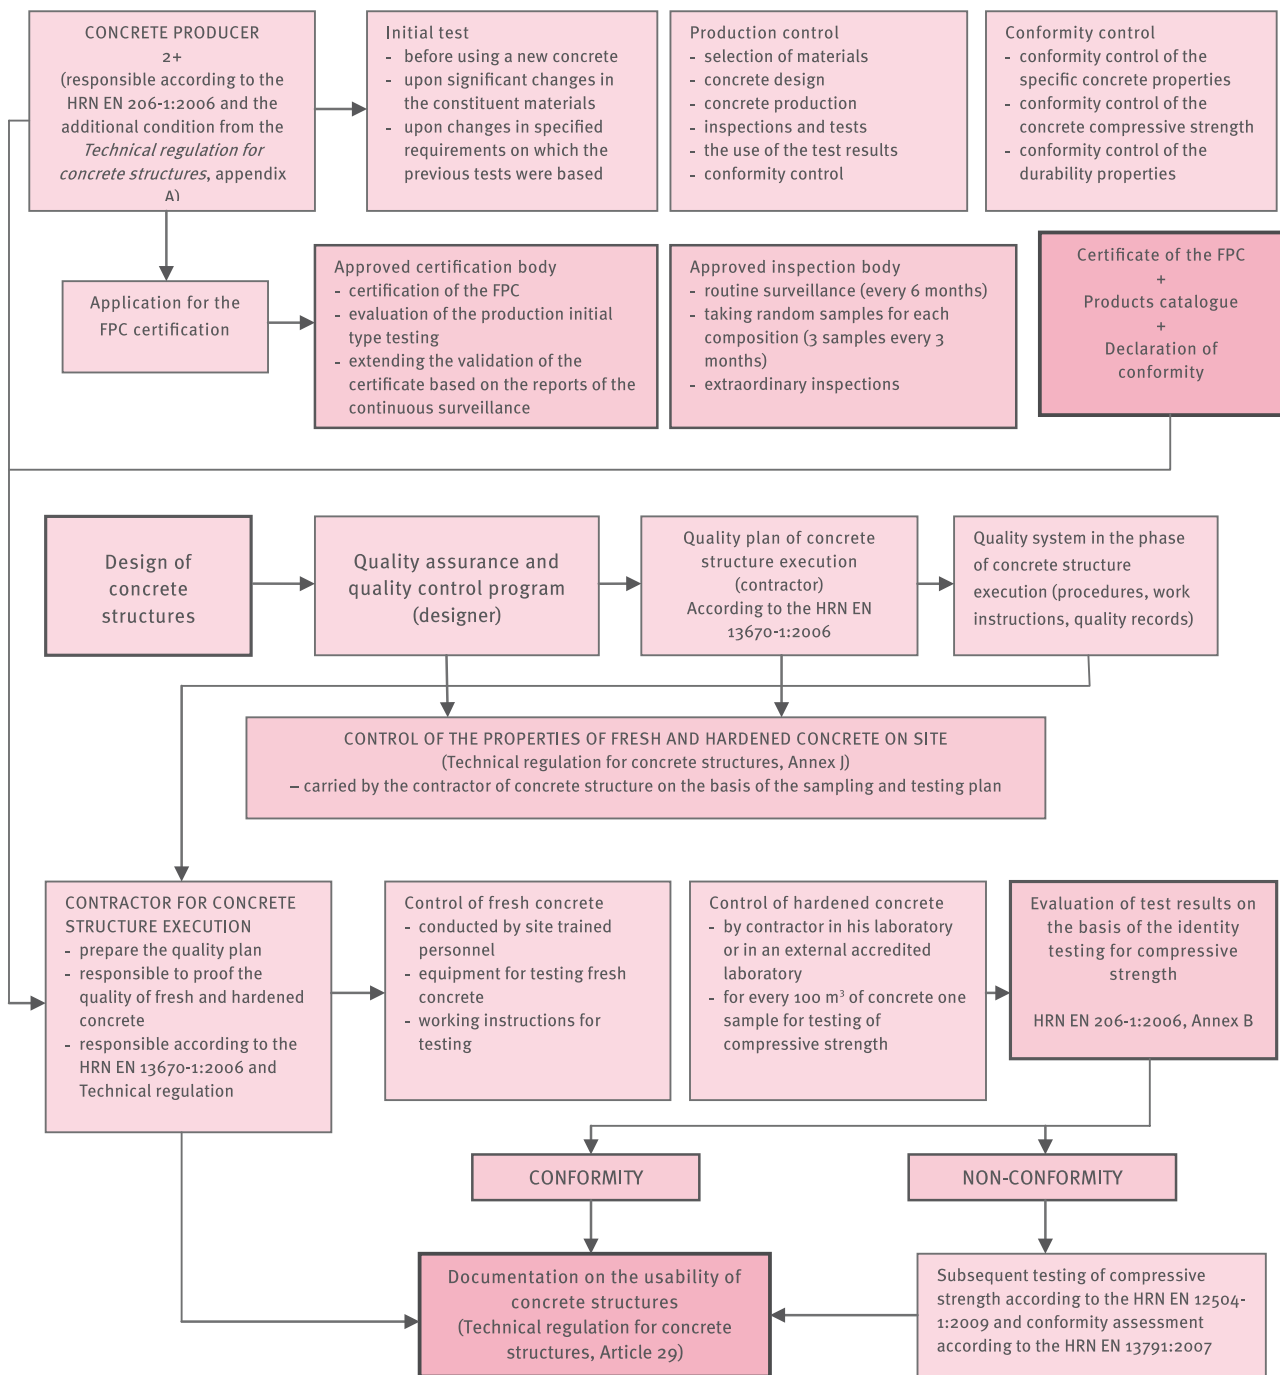 CONCRETE PRODUCER
2+
(responsible according to the
HRN EN 206-1:2006 and the
additional condition from the
Technical regulation for
concrete structures, appendix
A)
Initial test
- before using a new concrete
- upon significant changes in
the constituent materials
- upon changes in specified
requirements on which the
previous tests were based
Production control
- selection of materials
- concrete design
- concrete production
- inspections and tests
- the use of the test results
- conformity control
Conformity control
- conformity control of the
specific concrete properties
- conformity control of the
concrete compressive strength
- conformity control of the
durability properties
Application for the
FPC certification
Approved certification body
- certification of the FPC
- evaluation of the production initial
type testing
- extending the validation of the
certificate based on the reports of the
continuous surveillance
Approved inspection body
- routine surveillance (every 6 months)
- taking random samples for each
composition (3 samples every 3
months)
- extraordinary inspections
Certificate of the FPC
+
Products catalogue
+
Declaration of
conformity
Design of
concrete
structures
Quality assurance and
quality control program
(designer)
Quality plan of concrete
structure execution
(contractor)
According to the HRN EN
13670-1:2006
Quality system in the phase
of concrete structure
execution (procedures, work
instructions, quality records)
CONTROL OF THE PROPERTIES OF FRESH AND HARDENED CONCRETE ON SITE
(Technical regulation for concrete structures, Annex J)
– carried by the contractor of concrete structure on the basis of the sampling and testing plan
CONTRACTOR FOR CONCRETE
STRUCTURE EXECUTION
- prepare the quality plan
- responsible to proof the
quality of fresh and hardened
concrete
- responsible according to the
HRN EN 13670-1:2006 and
Technical regulation
Control of fresh concrete
- conducted by site trained
personnel
- equipment for testing fresh
concrete
- working instructions for
testing
Control of hardened concrete
- by contractor in his laboratory
or in an external accredited
laboratory
- for every 100 m³ of concrete one
sample for testing of
compressive strength
Evaluation of test results on
the basis of the identity
testing for compressive
strength
HRN EN 206-1:2006, Annex B
CONFORMITY
NON-CONFORMITY
Documentation on the usability of
concrete structures
(Technical regulation for concrete
structures, Article 29)
Subsequent testing of compressive
strength according to the HRN EN 12504-
1:2009 and conformity assessment
according to the HRN EN 13791:2007